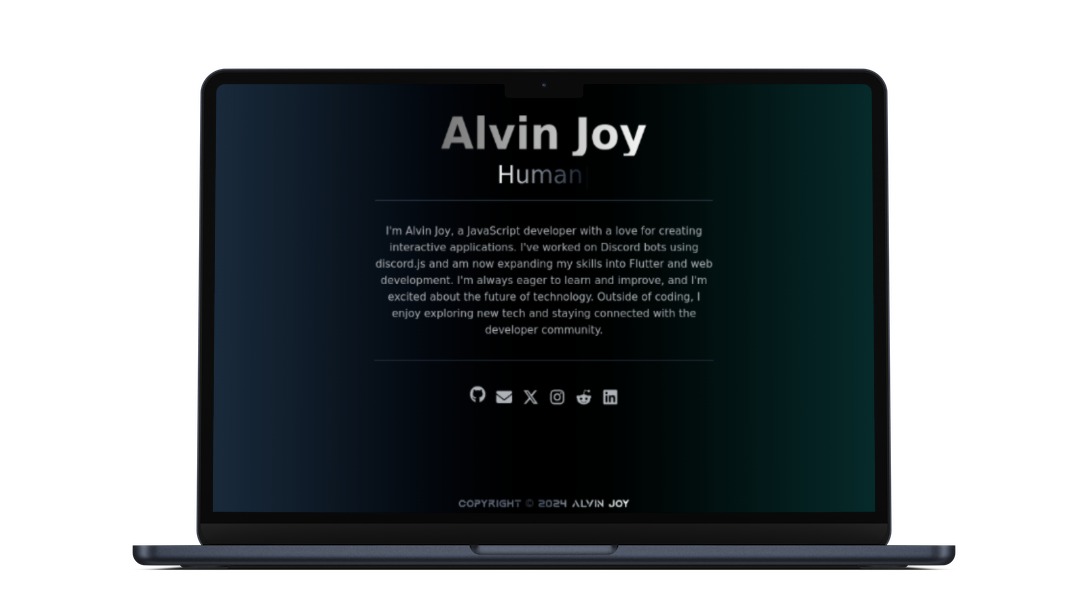 Alvin Joy
Human
I'm Alvin Joy, a JavaScript developer with a love for creating
interactive applications. I've worked on Discord bots using
discord.js and am now expanding my skills into Flutter and web
development. I'm always eager to learn and improve, and I'm
excited about the future of technology. Outside of coding, I
enjoy exploring new tech and staying connected with the
developer community.
COPYRIGHT © 2024 ALVIN JOY